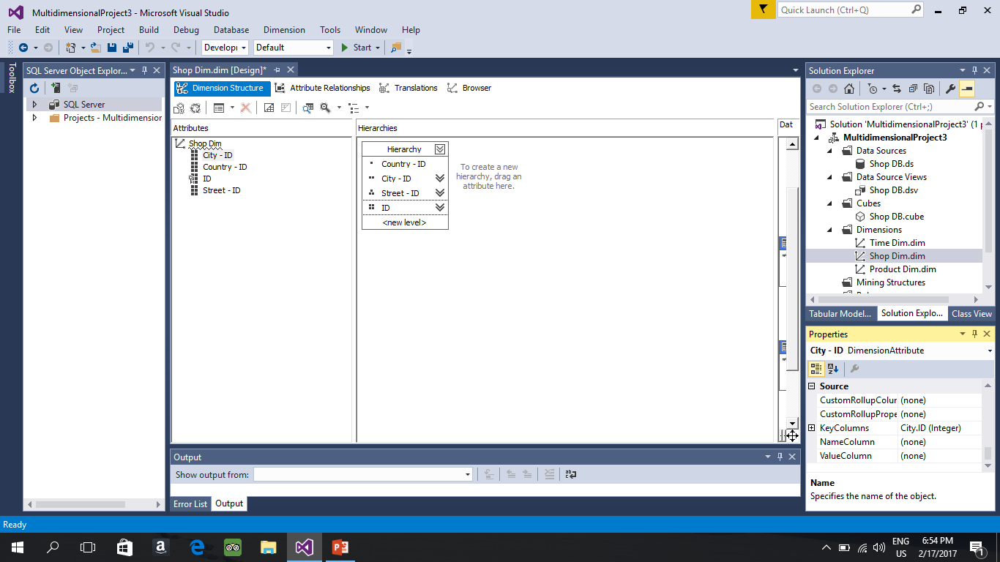 MultidimensionalProject3 - Microsoft Visual Studio
Quick Launch (Ctrl+Q)
File Edit View Project Build Debug Database Dimension Tools Window Help
Developı Default Start
Toolbox
SQL Server Object Explor...
SQL Server
Projects - Multidimension
Shop Dim.dim [Design]*
Dimension Structure Attribute Relationships Translations Browser
Attributes
Shop Dim
City - ID
Country - ID
ID
Street - ID
Hierarchies
Hierarchy
Country - ID
City - ID
Street - ID
ID
<new level>
To create a new
hierarchy, drag an
attribute here.
Dat
Output
Show output from:
Error List Output
Solution Explorer
Search Solution Explorer (Ctrl+;)
Solution 'MultidimensionalProject3' (1
MultidimensionalProject3
Data Sources
Shop DB.ds
Data Source Views
Shop DB.dsv
Cubes
Shop DB.cube
Dimensions
Time Dim.dim
Shop Dim.dim
Product Dim.dim
Mining Structures
Tabular Model... Solution Explo... Class View
Properties
City - ID DimensionAttribute
Source
CustomRollupColur (none)
CustomRollupPrope (none)
KeyColumns City.ID (Integer)
NameColumn (none)
ValueColumn (none)
Name
Specifies the name of the object.
Ready
ENG
US
6:54 PM
2/17/2017
1